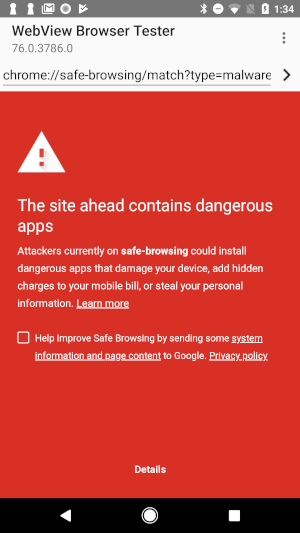 1:34
WebView Browser Tester
76.0.3786.0
chrome://safe-browsing/match?type=malware
The site ahead contains dangerous
apps
Attackers currently on safe-browsing could install
dangerous apps that damage your device, add hidden
charges to your mobile bill, or steal your personal
information. Learn more
Help improve Safe Browsing by sending some system
information and page content to Google. Privacy policy
Details